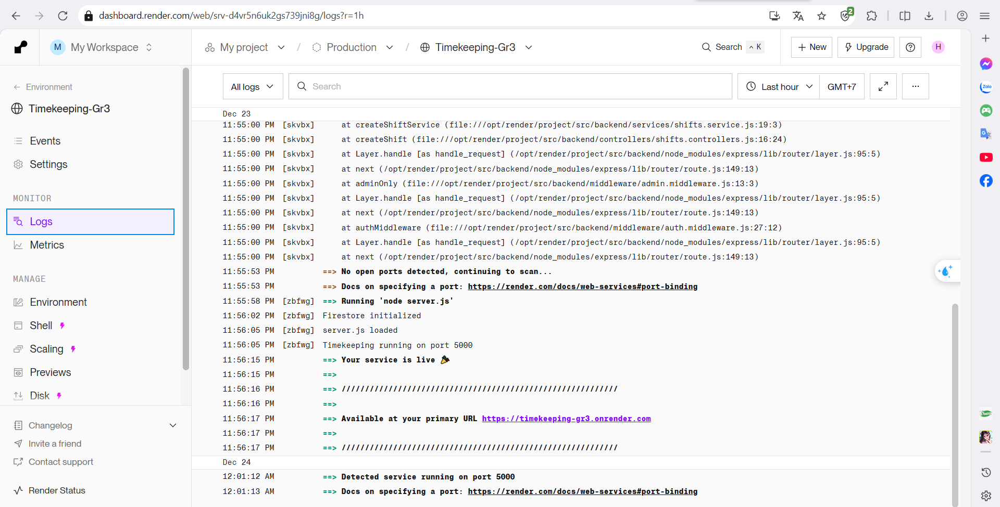 dashboard.render.com/web/srv-d4vr5n6uk2gs739jni8g/logs?r=1h
2
M My Workspace
My project / Production / Timekeeping-Gr3
Search ^ K
+ New
Upgrade
H
Environment
Timekeeping-Gr3
Events
Settings
MONITOR
Logs
Metrics
MANAGE
Environment
Shell
Scaling
Previews
Disk
Changelog
Invite a friend
Contact support
Render Status
All logs
Search
Last hour
GMT+7
...
Dec 23
11:55:00 PM [skvbx] at createShiftService (file:///opt/render/project/src/backend/services/shifts.service.js:19:3)
11:55:00 PM [skvbx] at createShift (file:///opt/render/project/src/backend/controllers/shifts.controllers.js:16:24)
11:55:00 PM [skvbx] at Layer.handle [as handle_request] (/opt/render/project/src/backend/node_modules/express/lib/router/layer.js:95:5)
11:55:00 PM [skvbx] at next (/opt/render/project/src/backend/node_modules/express/lib/router/route.js:149:13)
11:55:00 PM [skvbx] at adminOnly (file:///opt/render/project/src/backend/middleware/admin.middleware.js:13:3)
11:55:00 PM [skvbx] at Layer.handle [as handle_request] (/opt/render/project/src/backend/node_modules/express/lib/router/layer.js:95:5)
11:55:00 PM [skvbx] at next (/opt/render/project/src/backend/node_modules/express/lib/router/route.js:149:13)
11:55:00 PM [skvbx] at authMiddleware (file:///opt/render/project/src/backend/middleware/auth.middleware.js:27:12)
11:55:00 PM [skvbx] at Layer.handle [as handle_request] (/opt/render/project/src/backend/node_modules/express/lib/router/layer.js:95:5)
11:55:00 PM [skvbx] at next (/opt/render/project/src/backend/node_modules/express/lib/router/route.js:149:13)
11:55:53 PM ==> No open ports detected, continuing to scan...
11:55:53 PM ==> Docs on specifying a port: https://render.com/docs/web-services#port-binding
11:55:58 PM [zbfwg] ==> Running 'node server.js'
11:56:02 PM [zbfwg] Firestore initialized
11:56:05 PM [zbfwg] server.js loaded
11:56:05 PM [zbfwg] Timekeeping running on port 5000
11:56:15 PM ==> Your service is live 🎉
11:56:15 PM ==>
11:56:16 PM ==> ///////////////////////////////////////////////////////////
11:56:16 PM ==>
11:56:17 PM ==> Available at your primary URL https://timekeeping-gr3.onrender.com
11:56:17 PM ==>
11:56:17 PM ==> ///////////////////////////////////////////////////////////
Dec 24
12:01:12 AM ==> Detected service running on port 5000
12:01:13 AM ==> Docs on specifying a port: https://render.com/docs/web-services#port-binding
Zalo